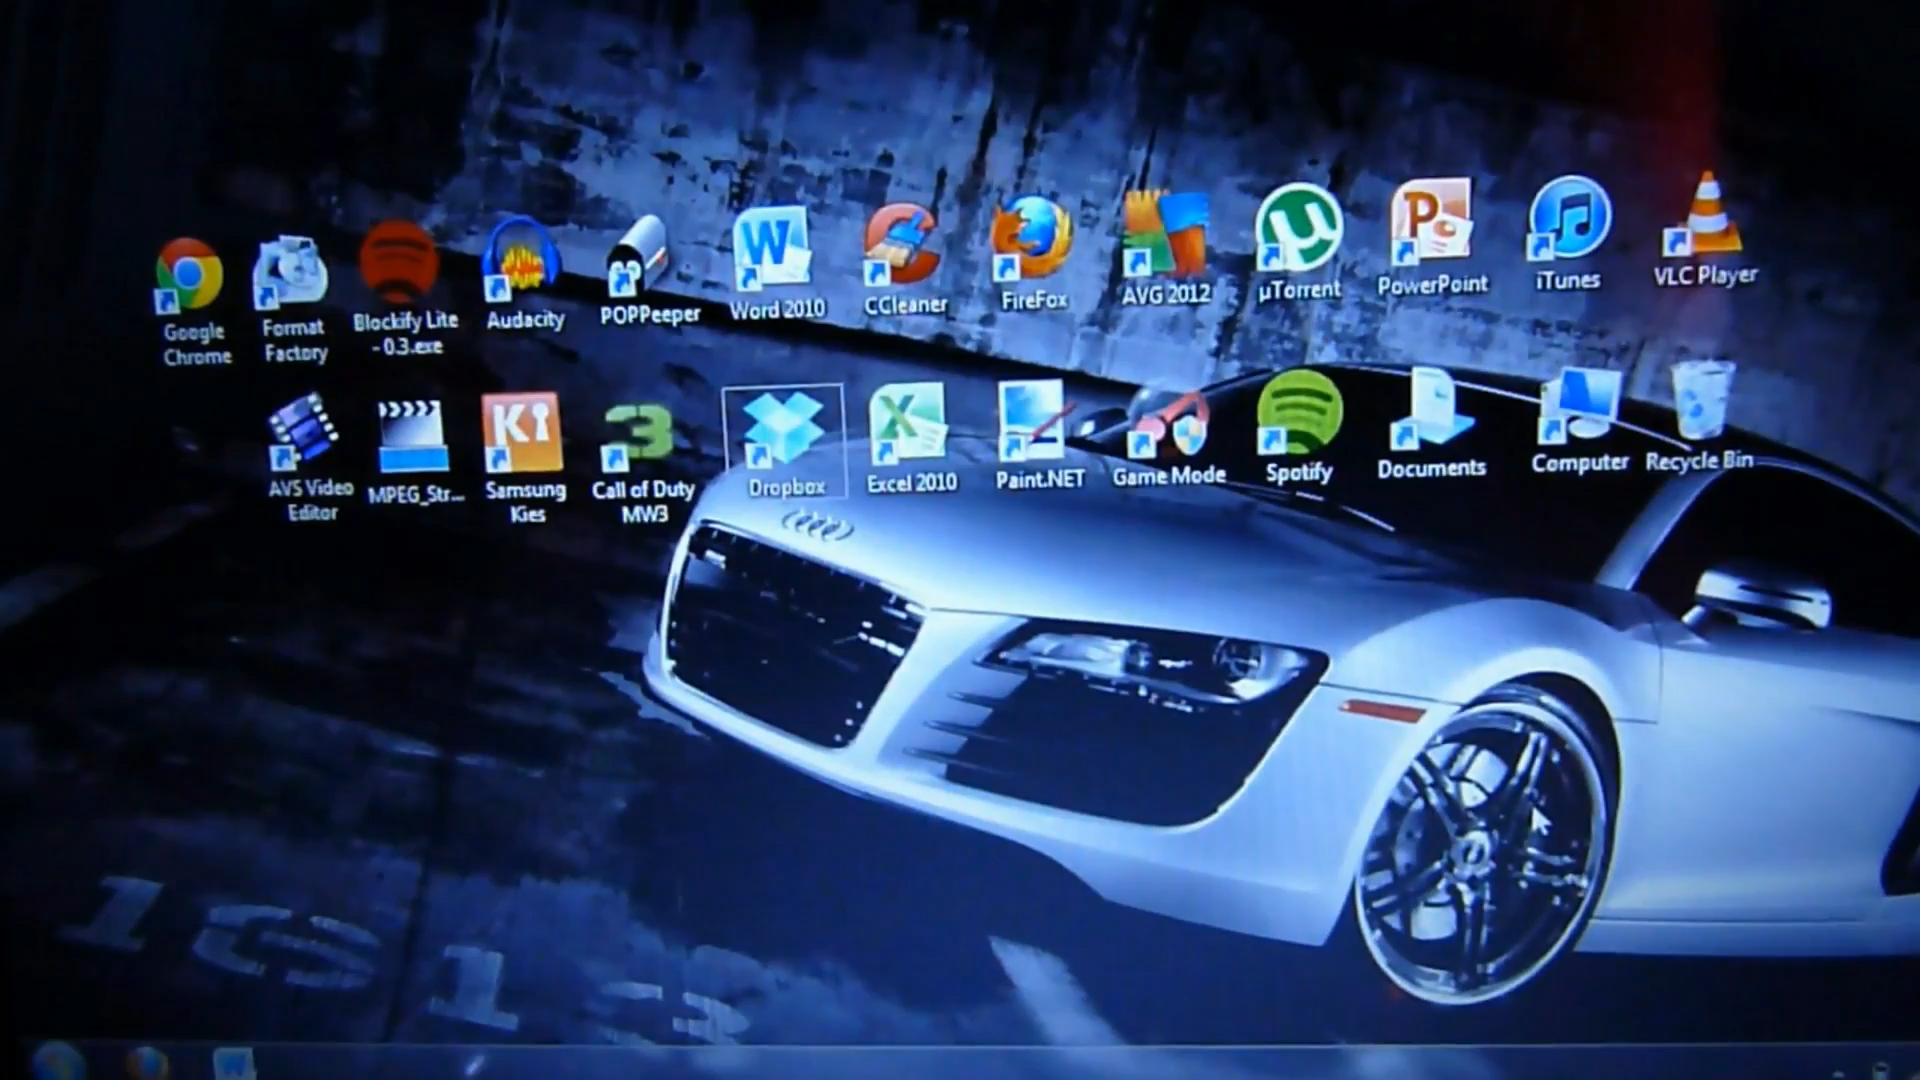 Google
Chrome
Format
Factory
Blockify Lite
- 0.3.exe
Audacity
POPPeeper
Word 2010
CCleaner
FireFox
AVG 2012
µTorrent
PowerPoint
iTunes
VLC Player
AVS Video
Editor
MPEG_Str...
Samsung
Kies
Call of Duty
MW3
Dropbox
Excel 2010
Paint.NET
Game Mode
Spotify
Documents
Computer
Recycle Bin